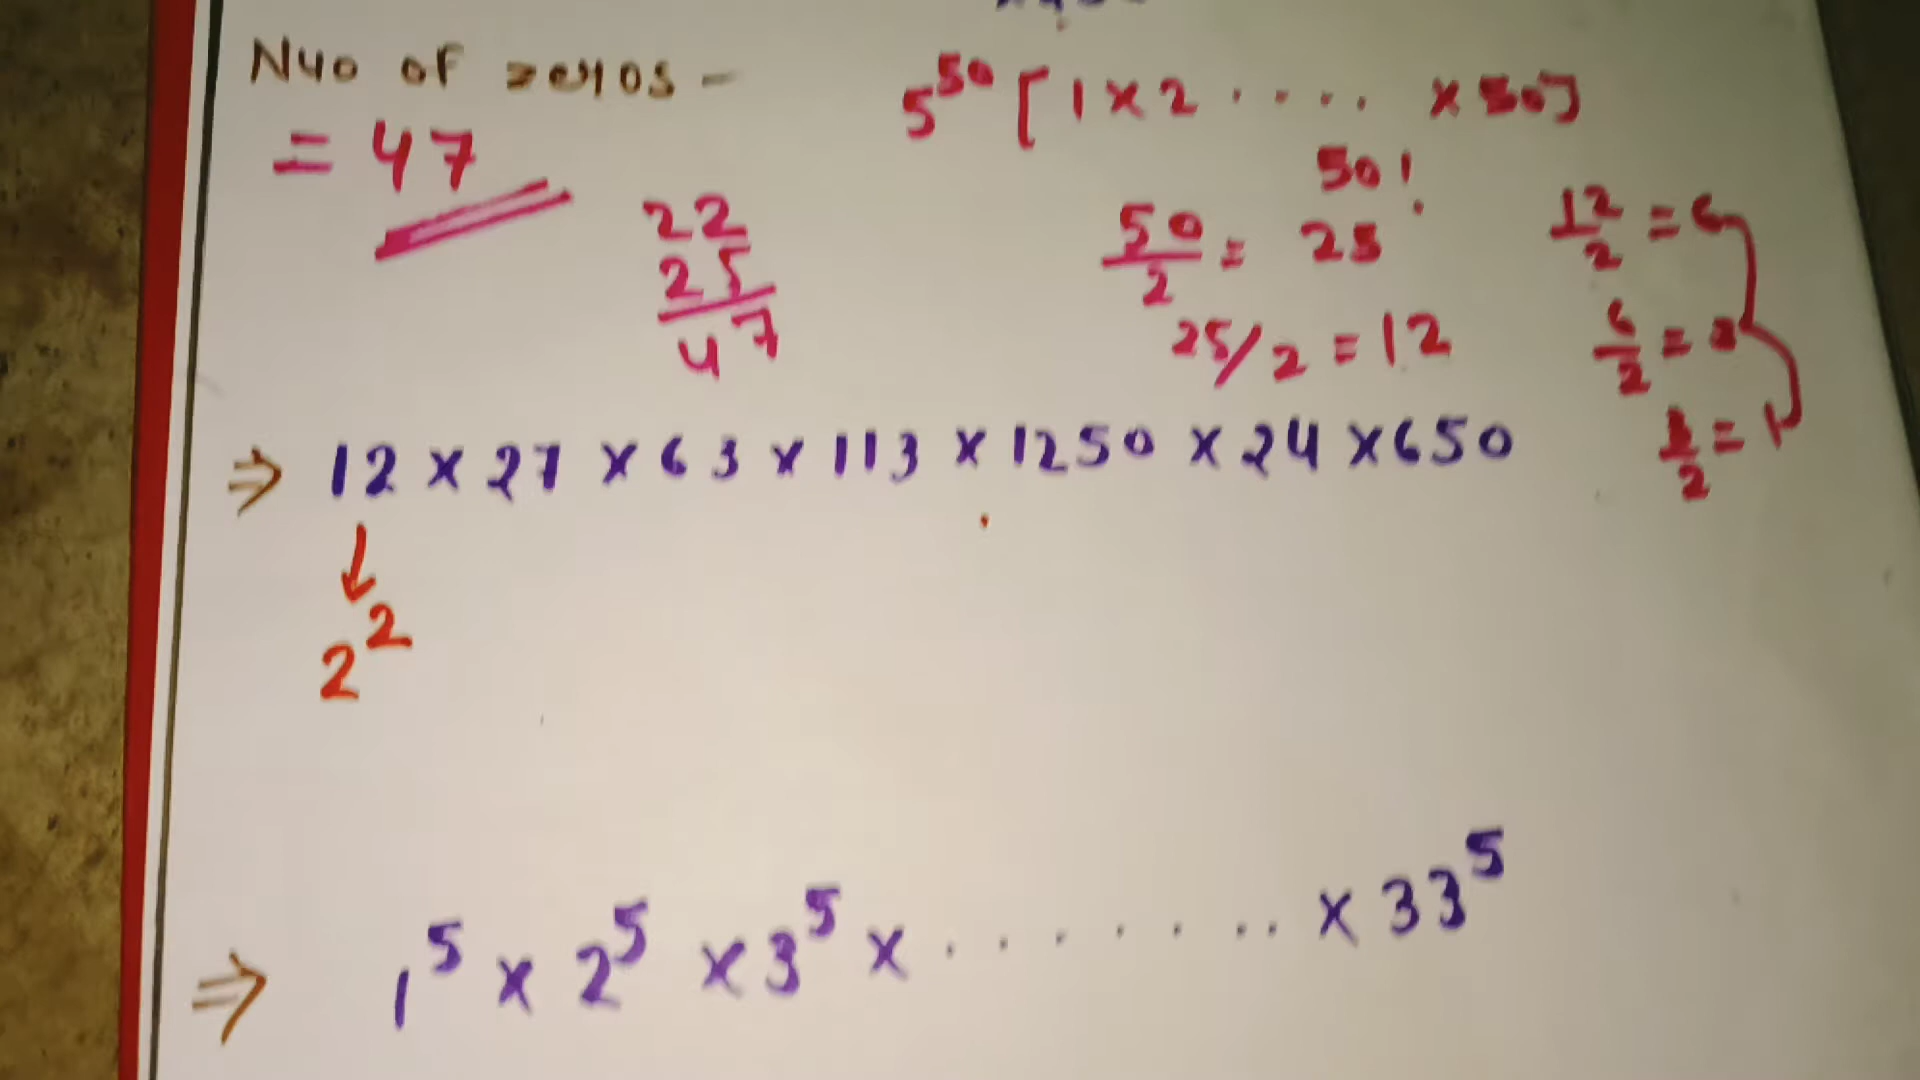 Nuo of zeros -
= 47
22
25
47
5^50 [1 x 2 . . . . . x 50]
50!
50/2 = 25
25/2 = 12
12/2 = 6
6/2 = 3
3/2 = 1
⇒ 12 x 27 x 63 x 113 x 1250 x 24 x 650
↓
2^2
⇒ 1^5 x 2^5 x 3^5 x . . . . . . . x 33^5